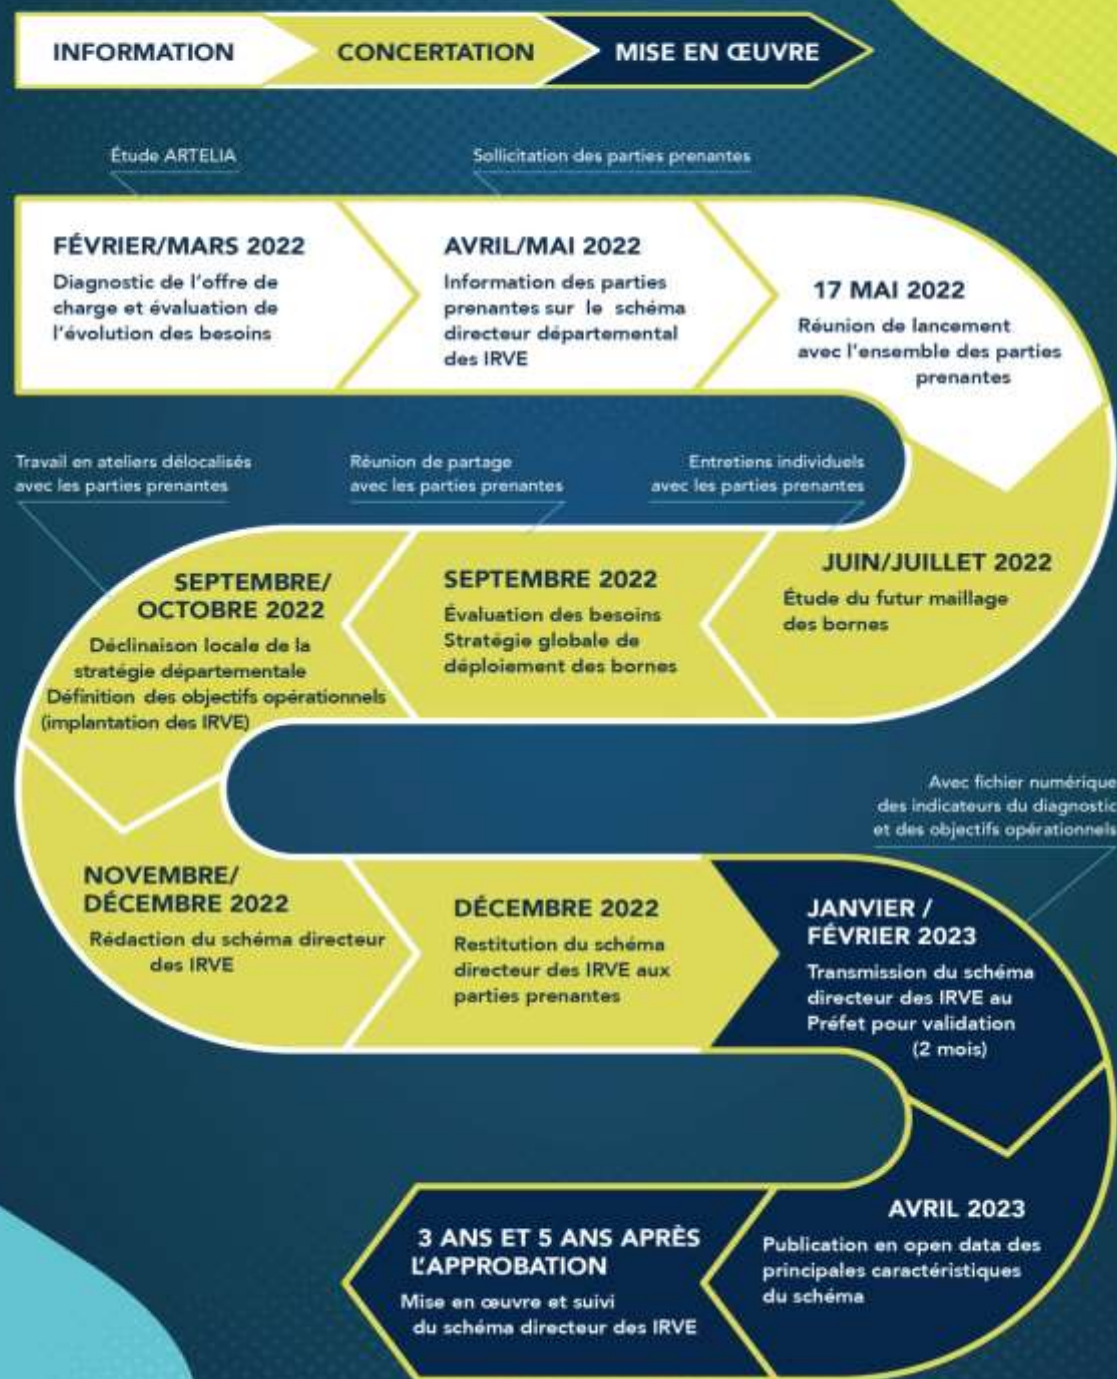 INFORMATION
CONCERTATION
MISE EN ŒUVRE
Étude ARTELIA
Sollicitation des parties prenantes
FÉVRIER/MARS 2022
Diagnostic de l'offre de
charge et évaluation de
l'évolution des besoins
AVRIL/MAI 2022
Information des parties
prenantes sur le schéma
directeur départemental
des IRVE
17 MAI 2022
Réunion de lancement
avec l'ensemble des parties
prenantes
Entretiens individuels
avec les parties prenantes
JUIN/JUILLET 2022
Étude du futur maillage
des bornes
Réunion de partage
avec les parties prenantes
SEPTEMBRE 2022
Évaluation des besoins
Stratégie globale de
déploiement des bornes
Travail en ateliers délocalisés
avec les parties prenantes
SEPTEMBRE/
OCTOBRE 2022
Déclinaison locale de la
stratégie départementale
Définition des objectifs opérationnels
(implantation des IRVE)
NOVEMBRE/
DÉCEMBRE 2022
Rédaction du schéma directeur
des IRVE
DÉCEMBRE 2022
Restitution du schéma
directeur des IRVE aux
parties prenantes
Avec fichier numérique
des indicateurs du diagnostic
et des objectifs opérationnels
JANVIER /
FÉVRIER 2023
Transmission du schéma
directeur des IRVE au
Préfet pour validation
(2 mois)
AVRIL 2023
Publication en open data des
principales caractéristiques
du schéma
3 ANS ET 5 ANS APRÈS
L'APPROBATION
Mise en œuvre et suivi
du schéma directeur des IRVE